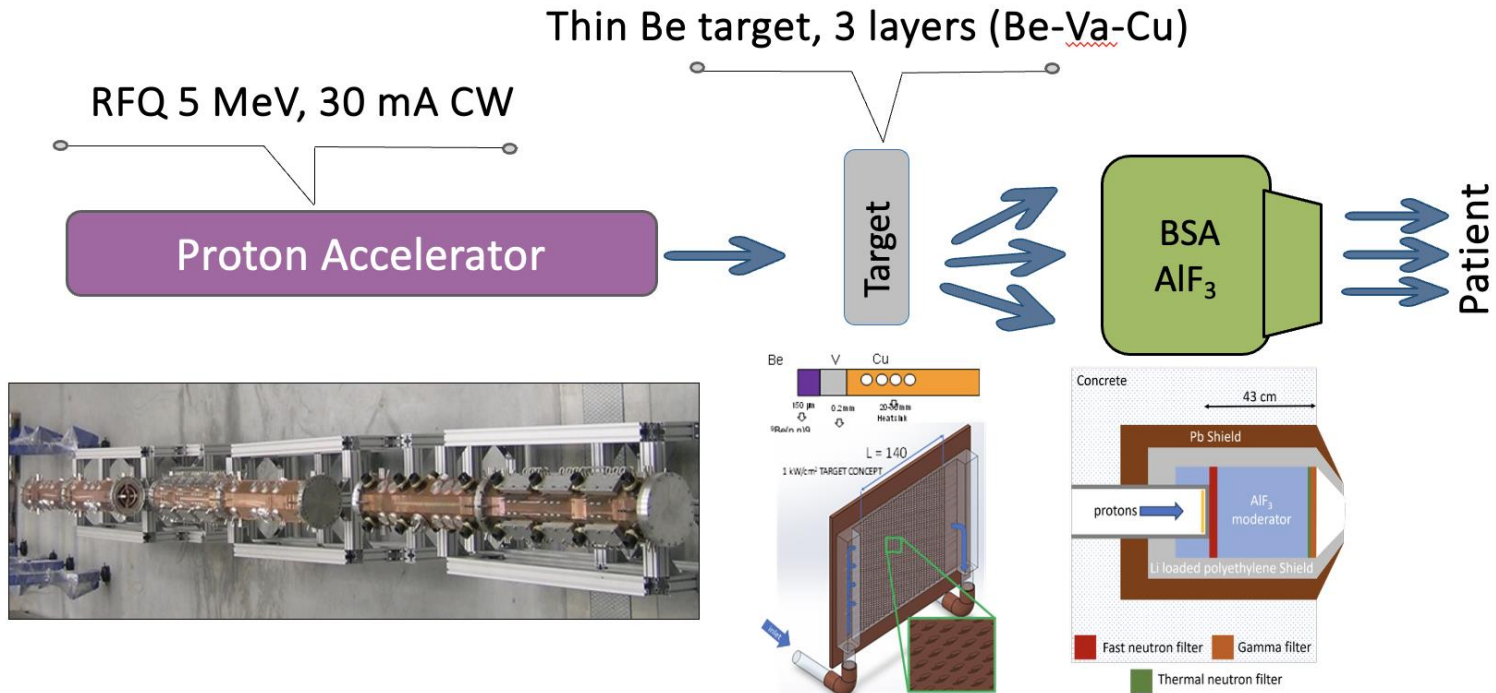 Thin Be target, 3 layers (Be-Va-Cu)
RFQ 5 MeV, 30 mA CW
Proton Accelerator
Target
BSA
AlF₃
Patient
Be V Cu
150 µm 0.2mm mm
L = 140
1 kW/cm² TARGET CONCEPT
inlet
Concrete
43 cm
Pb Shield
protons
AlF₃
moderator
Li loaded polyethylene Shield
Fast neutron filter Gamma filter
Thermal neutron filter